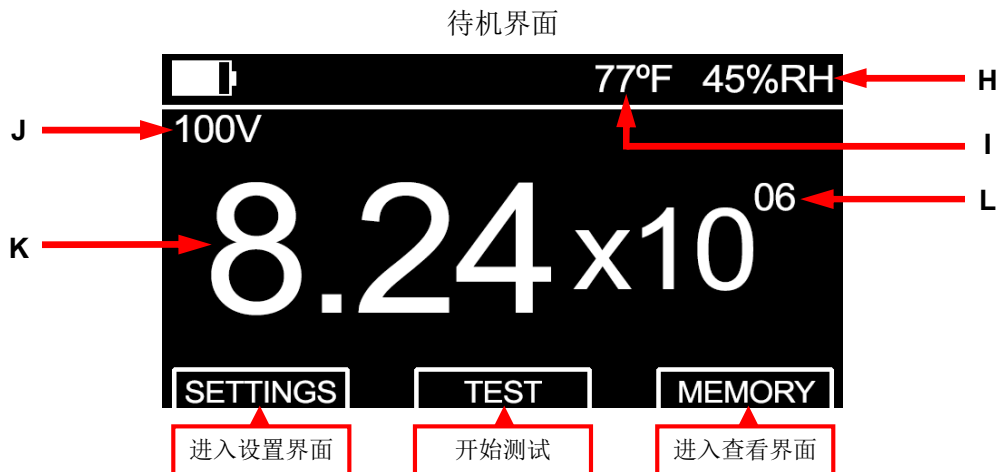 待机界面
77ºF 45%RH
H
J
100V
I
06
L
K
8.24 x10
SETTINGS TEST MEMORY
进入设置界面 开始测试 进入查看界面